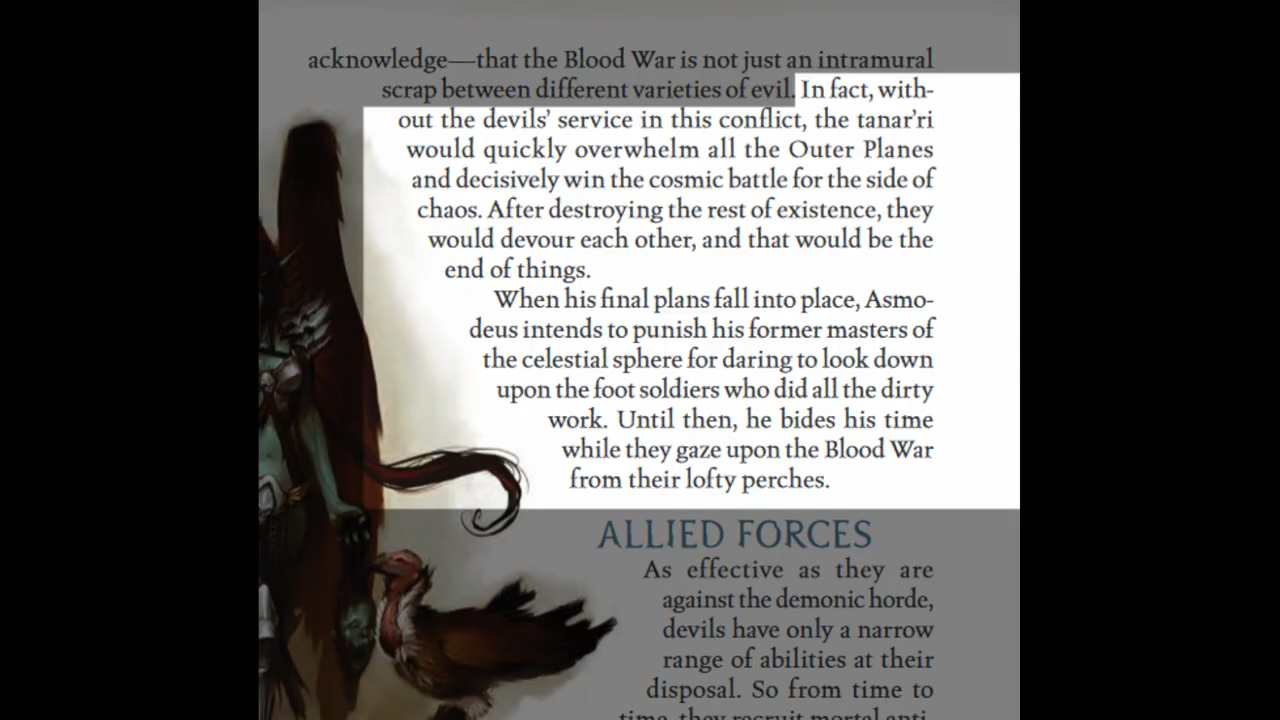 acknowledge—that the Blood War is not just an intramural
scrap between different varieties of evil. In fact, with-
out the devils’ service in this conflict, the tanar’ri
would quickly overwhelm all the Outer Planes
and decisively win the cosmic battle for the side of
chaos. After destroying the rest of existence, they
would devour each other, and that would be the
end of things.
When his final plans fall into place, Asmo-
deus intends to punish his former masters of
the celestial sphere for daring to look down
upon the foot soldiers who did all the dirty
work. Until then, he bides his time
while they gaze upon the Blood War
from their lofty perches.
ALLIED FORCES
As effective as they are
against the demonic horde,
devils have only a narrow
range of abilities at their
disposal. So from time to
time, they recruit mortal anti-